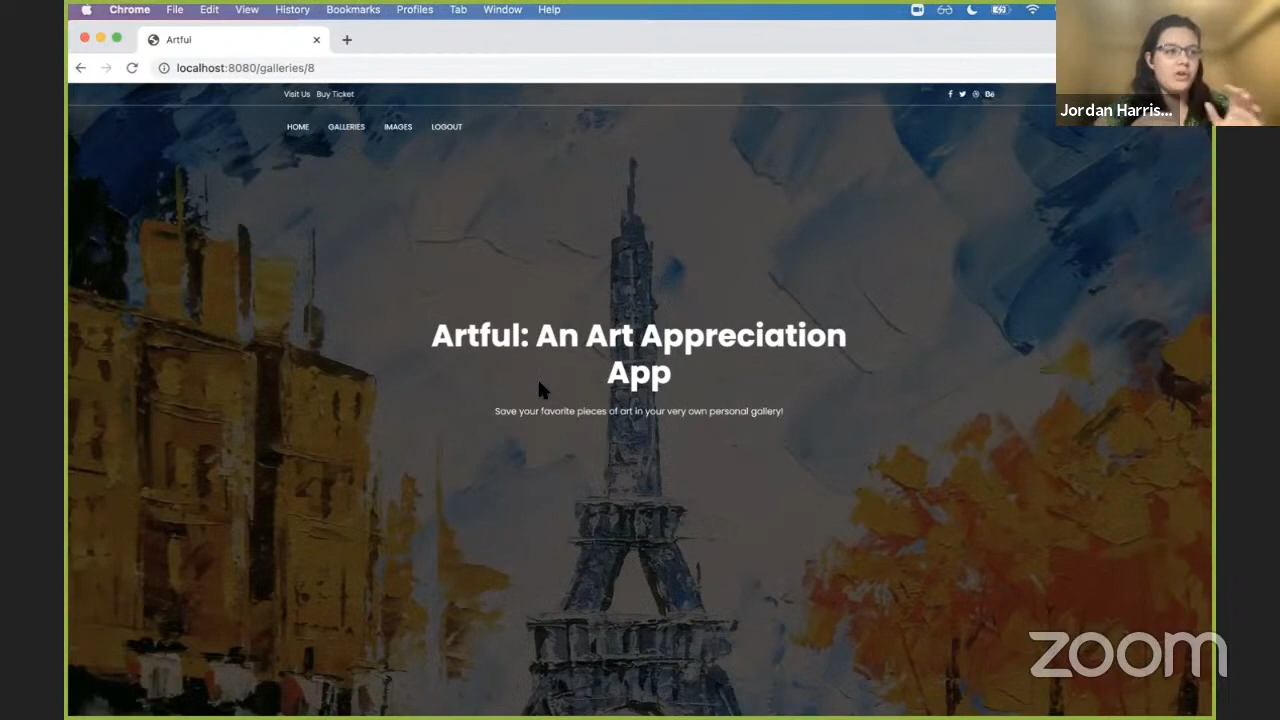 Chrome File Edit View History Bookmarks Profiles Tab Window Help
Artful
localhost:8080/galleries/8
Visit Us Buy Ticket
HOME GALLERIES IMAGES LOGOUT
Jordan Harris...
Artful: An Art Appreciation
App
Save your favorite pieces of art in your very own personal gallery!
zoom